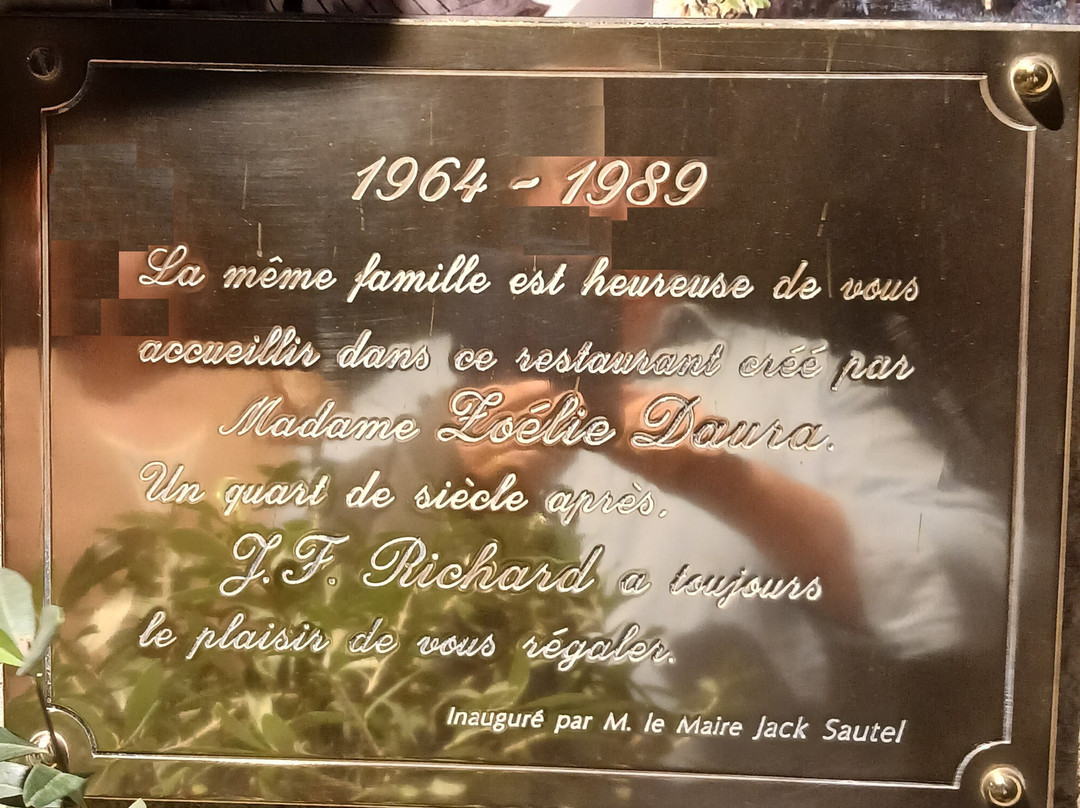 1964 - 1989
La même famille est heureuse de vous
accueillir dans ce restaurant créé par
Madame Zoélie Daura.
Un quart de siècle après,
J.F. Richard a toujours
le plaisir de vous régaler.
Inauguré par M. le Maire Jack Sautel